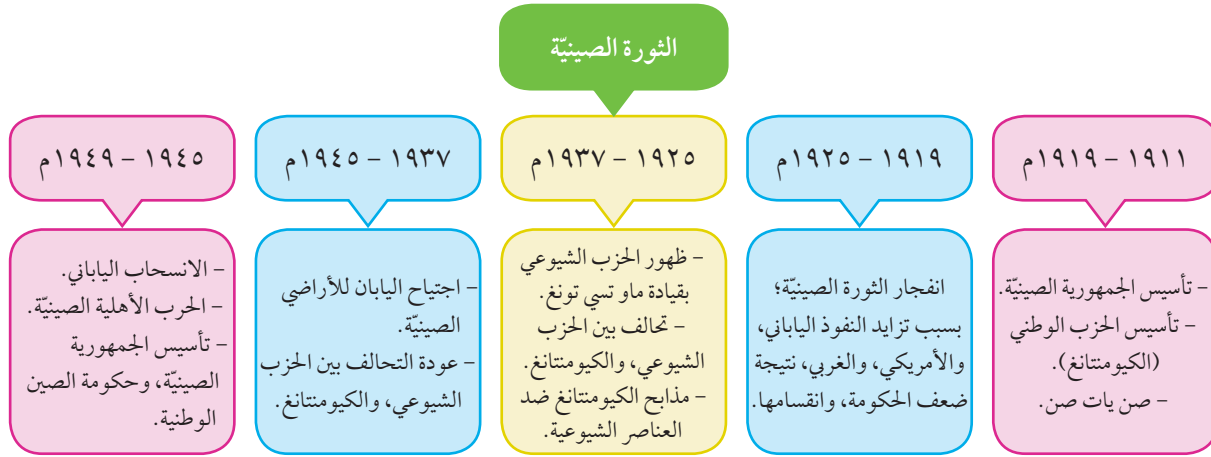 الثورة الصينيّة
١٩١١ – ١٩١٩م
– تأسيس الجمهورية الصينيّة.
– تأسيس الحزب الوطني
(الكيومنتانغ).
– صن يات صن.
١٩١٩ – ١٩٢٥م
انفجار الثورة الصينيّة؛
بسبب تزايد النفوذ الياباني،
والأمريكي، والغربي، نتيجة
ضعف الحكومة، وانقسامها.
١٩٢٥ – ١٩٣٧م
– ظهور الحزب الشيوعي
بقيادة ماو تسي تونغ.
– تحالف بين الحزب
الشيوعي، والكيومنتانغ.
– مذابح الكيومنتانغ ضد
العناصر الشيوعية.
١٩٣٧ – ١٩٤٥م
– اجتياح اليابان للأراضي
الصينيّة.
– عودة التحالف بين الحزب
الشيوعي، والكيومنتانغ.
١٩٤٥ – ١٩٤٩م
– الانسحاب الياباني.
– الحرب الأهلية الصينيّة.
– تأسيس الجمهورية
الصينيّة، وحكومة الصين
الوطنية.